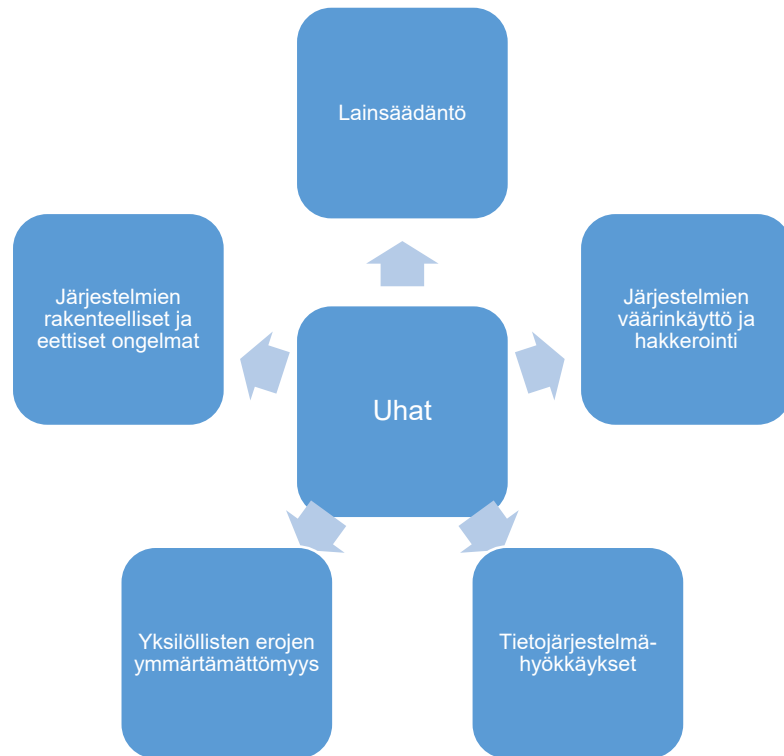 Lainsäädäntö
Järjestelmien
rakenteelliset ja
eettiset ongelmat
Järjestelmien
väärinkäyttö ja
hakkerointi
Uhat
Yksilöllisten erojen
ymmärtämättömyys
Tietojärjestelmä-
hyökkäykset